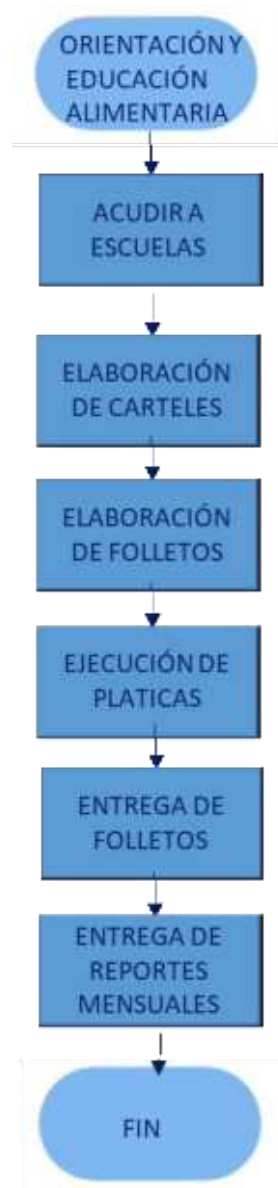 ORIENTACIÓN Y
EDUCACIÓN
ALIMENTARIA
ACUDIR A
ESCUELAS
ELABORACIÓN
DE CARTELES
ELABORACIÓN
DE FOLLETOS
EJECUCIÓN DE
PLATICAS
ENTREGA DE
FOLLETOS
ENTREGA DE
REPORTES
MENSUALES
FIN